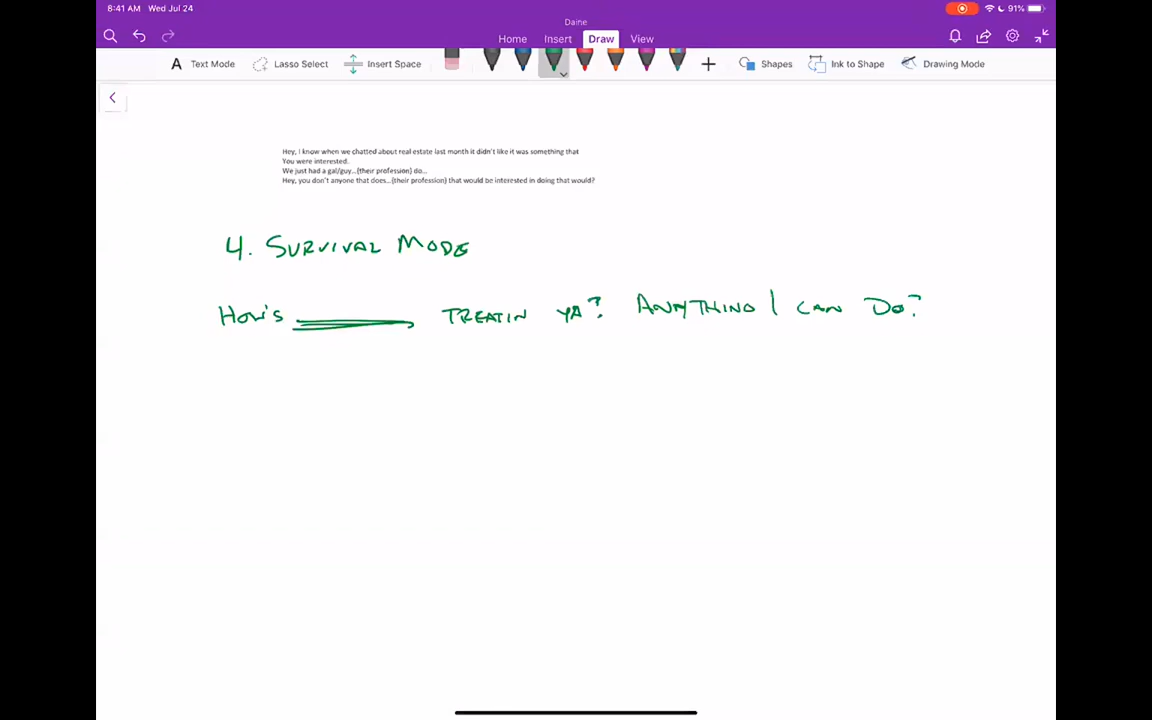 8:41 AM Wed Jul 24
91%
Daine
Home Insert Draw View
Text Mode Lasso Select Insert Space Shapes Ink to Shape Drawing Mode
Hey, I know when we chatted about real estate last month it didn't like it was something that
You were interested.
We just had a gal/guy...(their profession) do...
Hey, you don't anyone that does...(their profession) that would be interested in doing that would?
4. SURVIVAL MODE
HOW'S ________ TREATIN YA? ANYTHING I CAN DO?